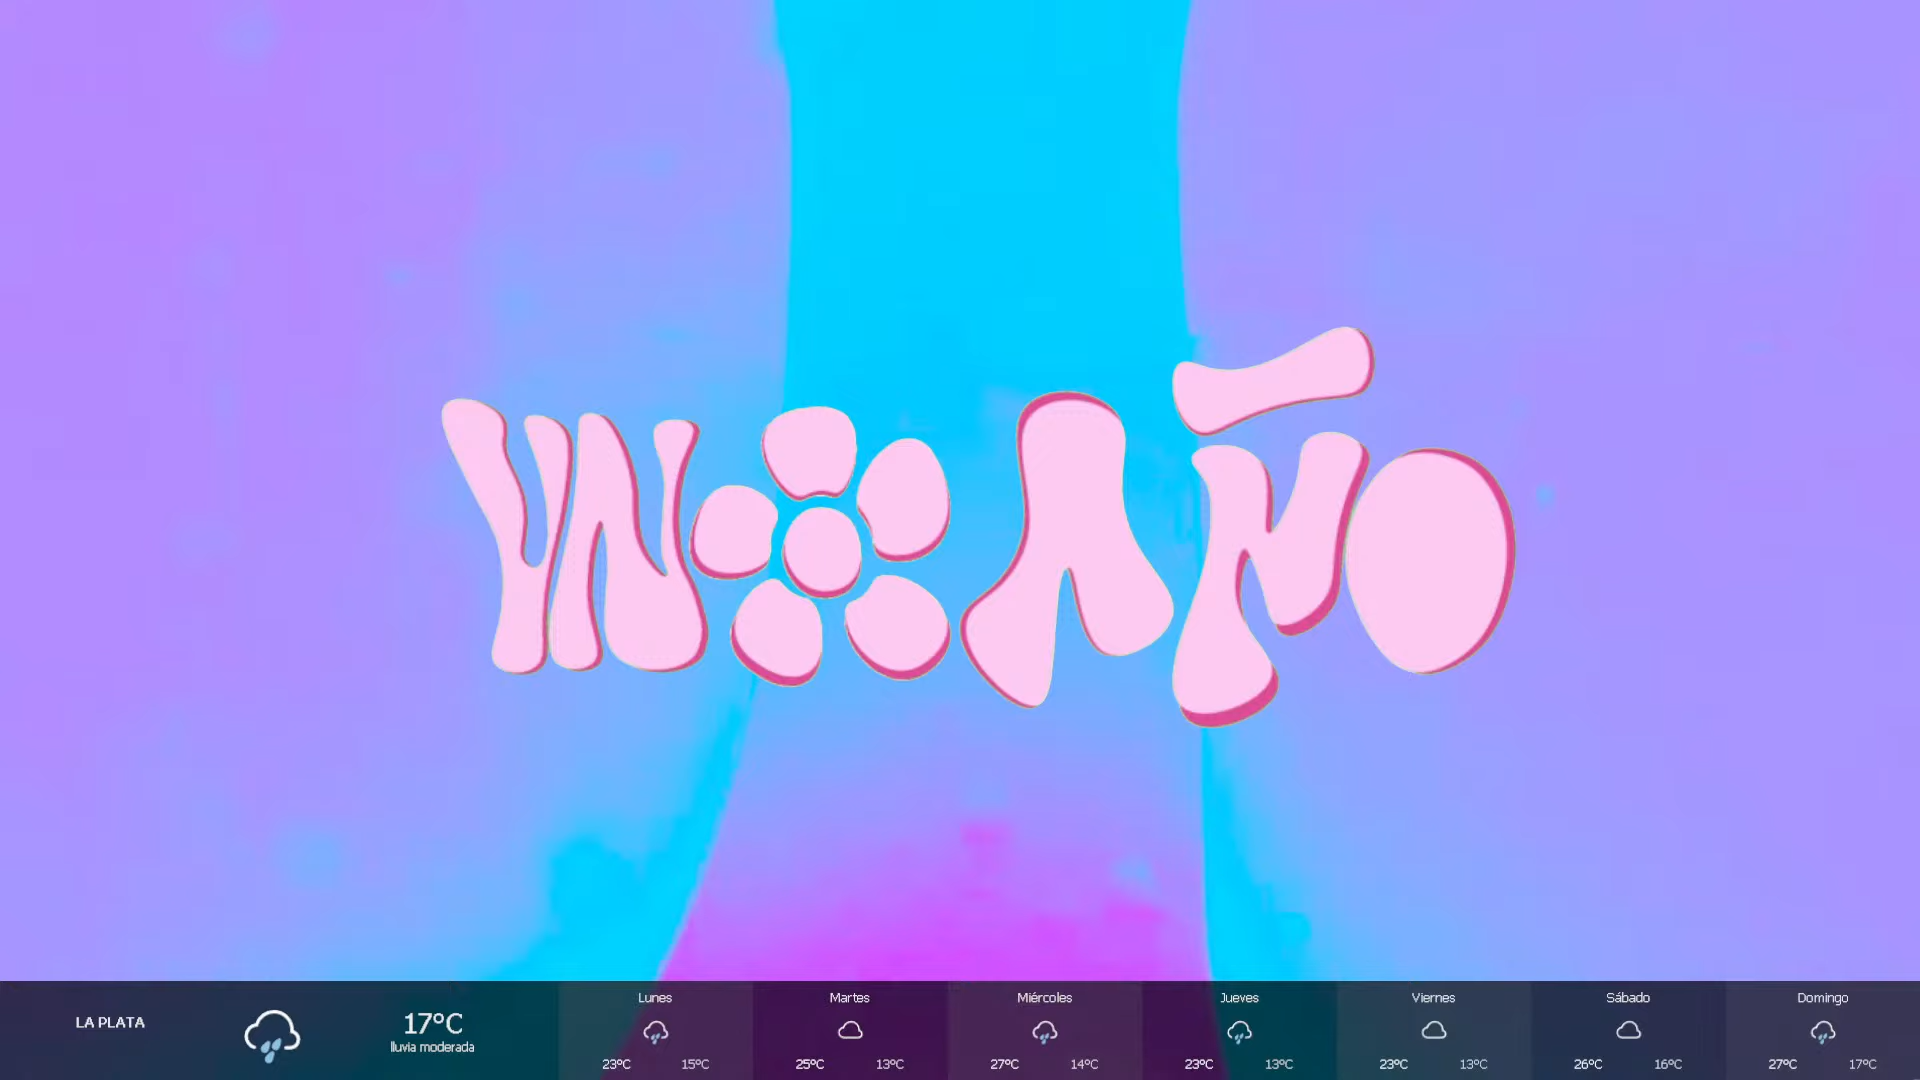 AÑO
LA PLATA
17°C
lluvia moderada
Lunes
23°C 15°C
Martes
25°C 13°C
Miércoles
27°C 14°C
Jueves
23°C 13°C
Viernes
23°C 13°C
Sábado
26°C 16°C
Domingo
27°C 17°C